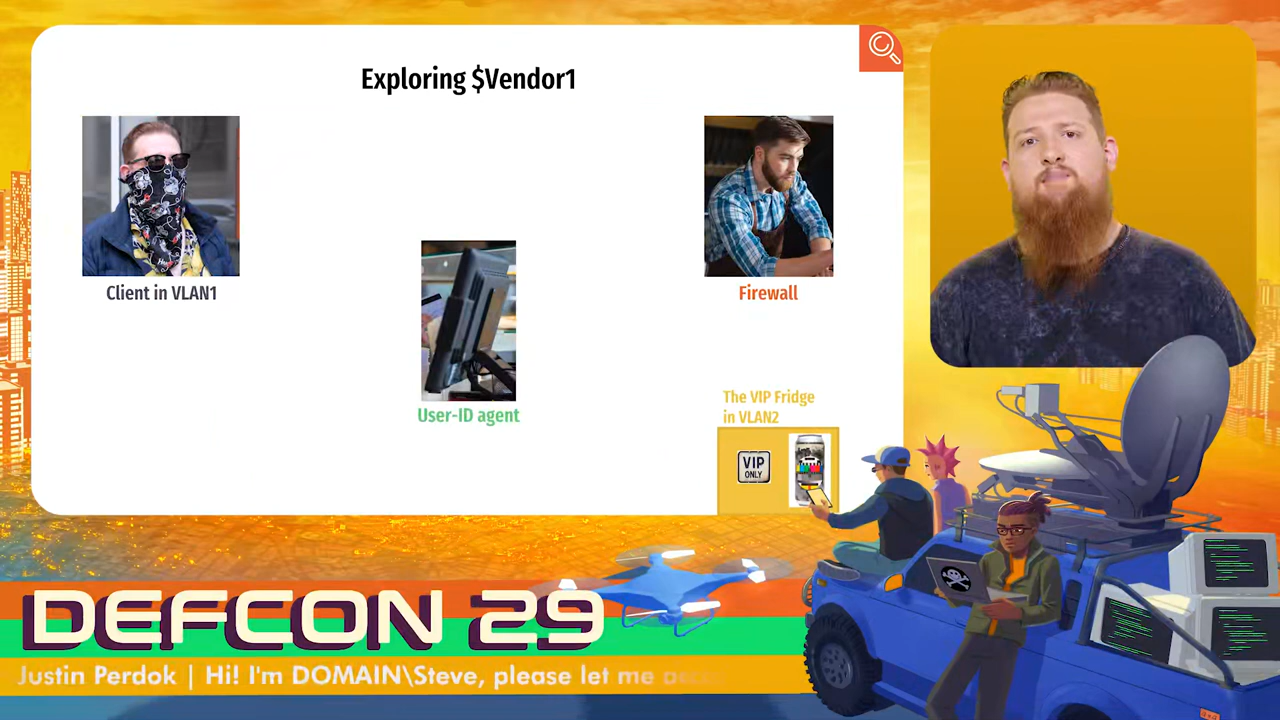 Exploring $Vendor1
Client in VLAN1
Firewall
User-ID agent
The VIP Fridge
in VLAN2
VIP
ONLY
DEFCON 29
Justin Perdok | Hi! I'm DOMAIN\Steve, please let me